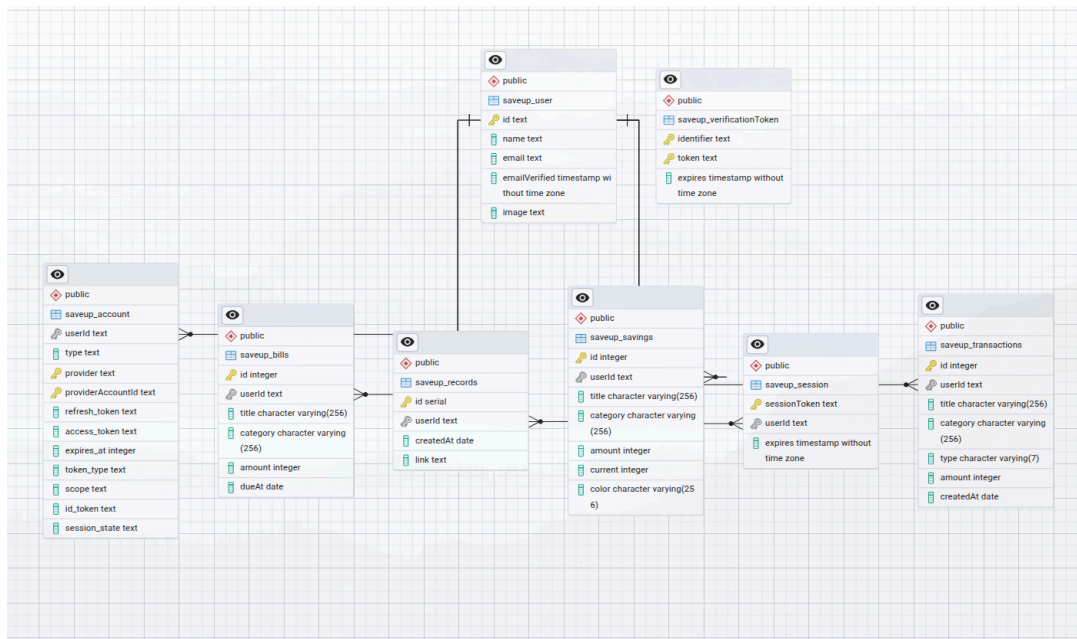 public
saveup_user
id text
name text
email text
emailVerified timestamp wi
thout time zone
image text
public
saveup_verificationToken
identifier text
token text
expires timestamp without
time zone
public
saveup_account
userId text
type text
provider text
providerAccountId text
refresh_token text
access_token text
expires_at integer
token_type text
scope text
id_token text
session_state text
public
saveup_bills
id integer
userId text
title character varying(256)
category character varying
(256)
amount integer
dueAt date
public
saveup_records
id serial
userId text
createdAt date
link text
public
saveup_savings
id integer
userId text
title character varying(256)
category character varying
(256)
amount integer
current integer
color character varying(25
6)
public
saveup_session
sessionToken text
userId text
expires timestamp without
time zone
public
saveup_transactions
id integer
userId text
title character varying(256)
category character varying
(256)
type character varying(7)
amount integer
createdAt date